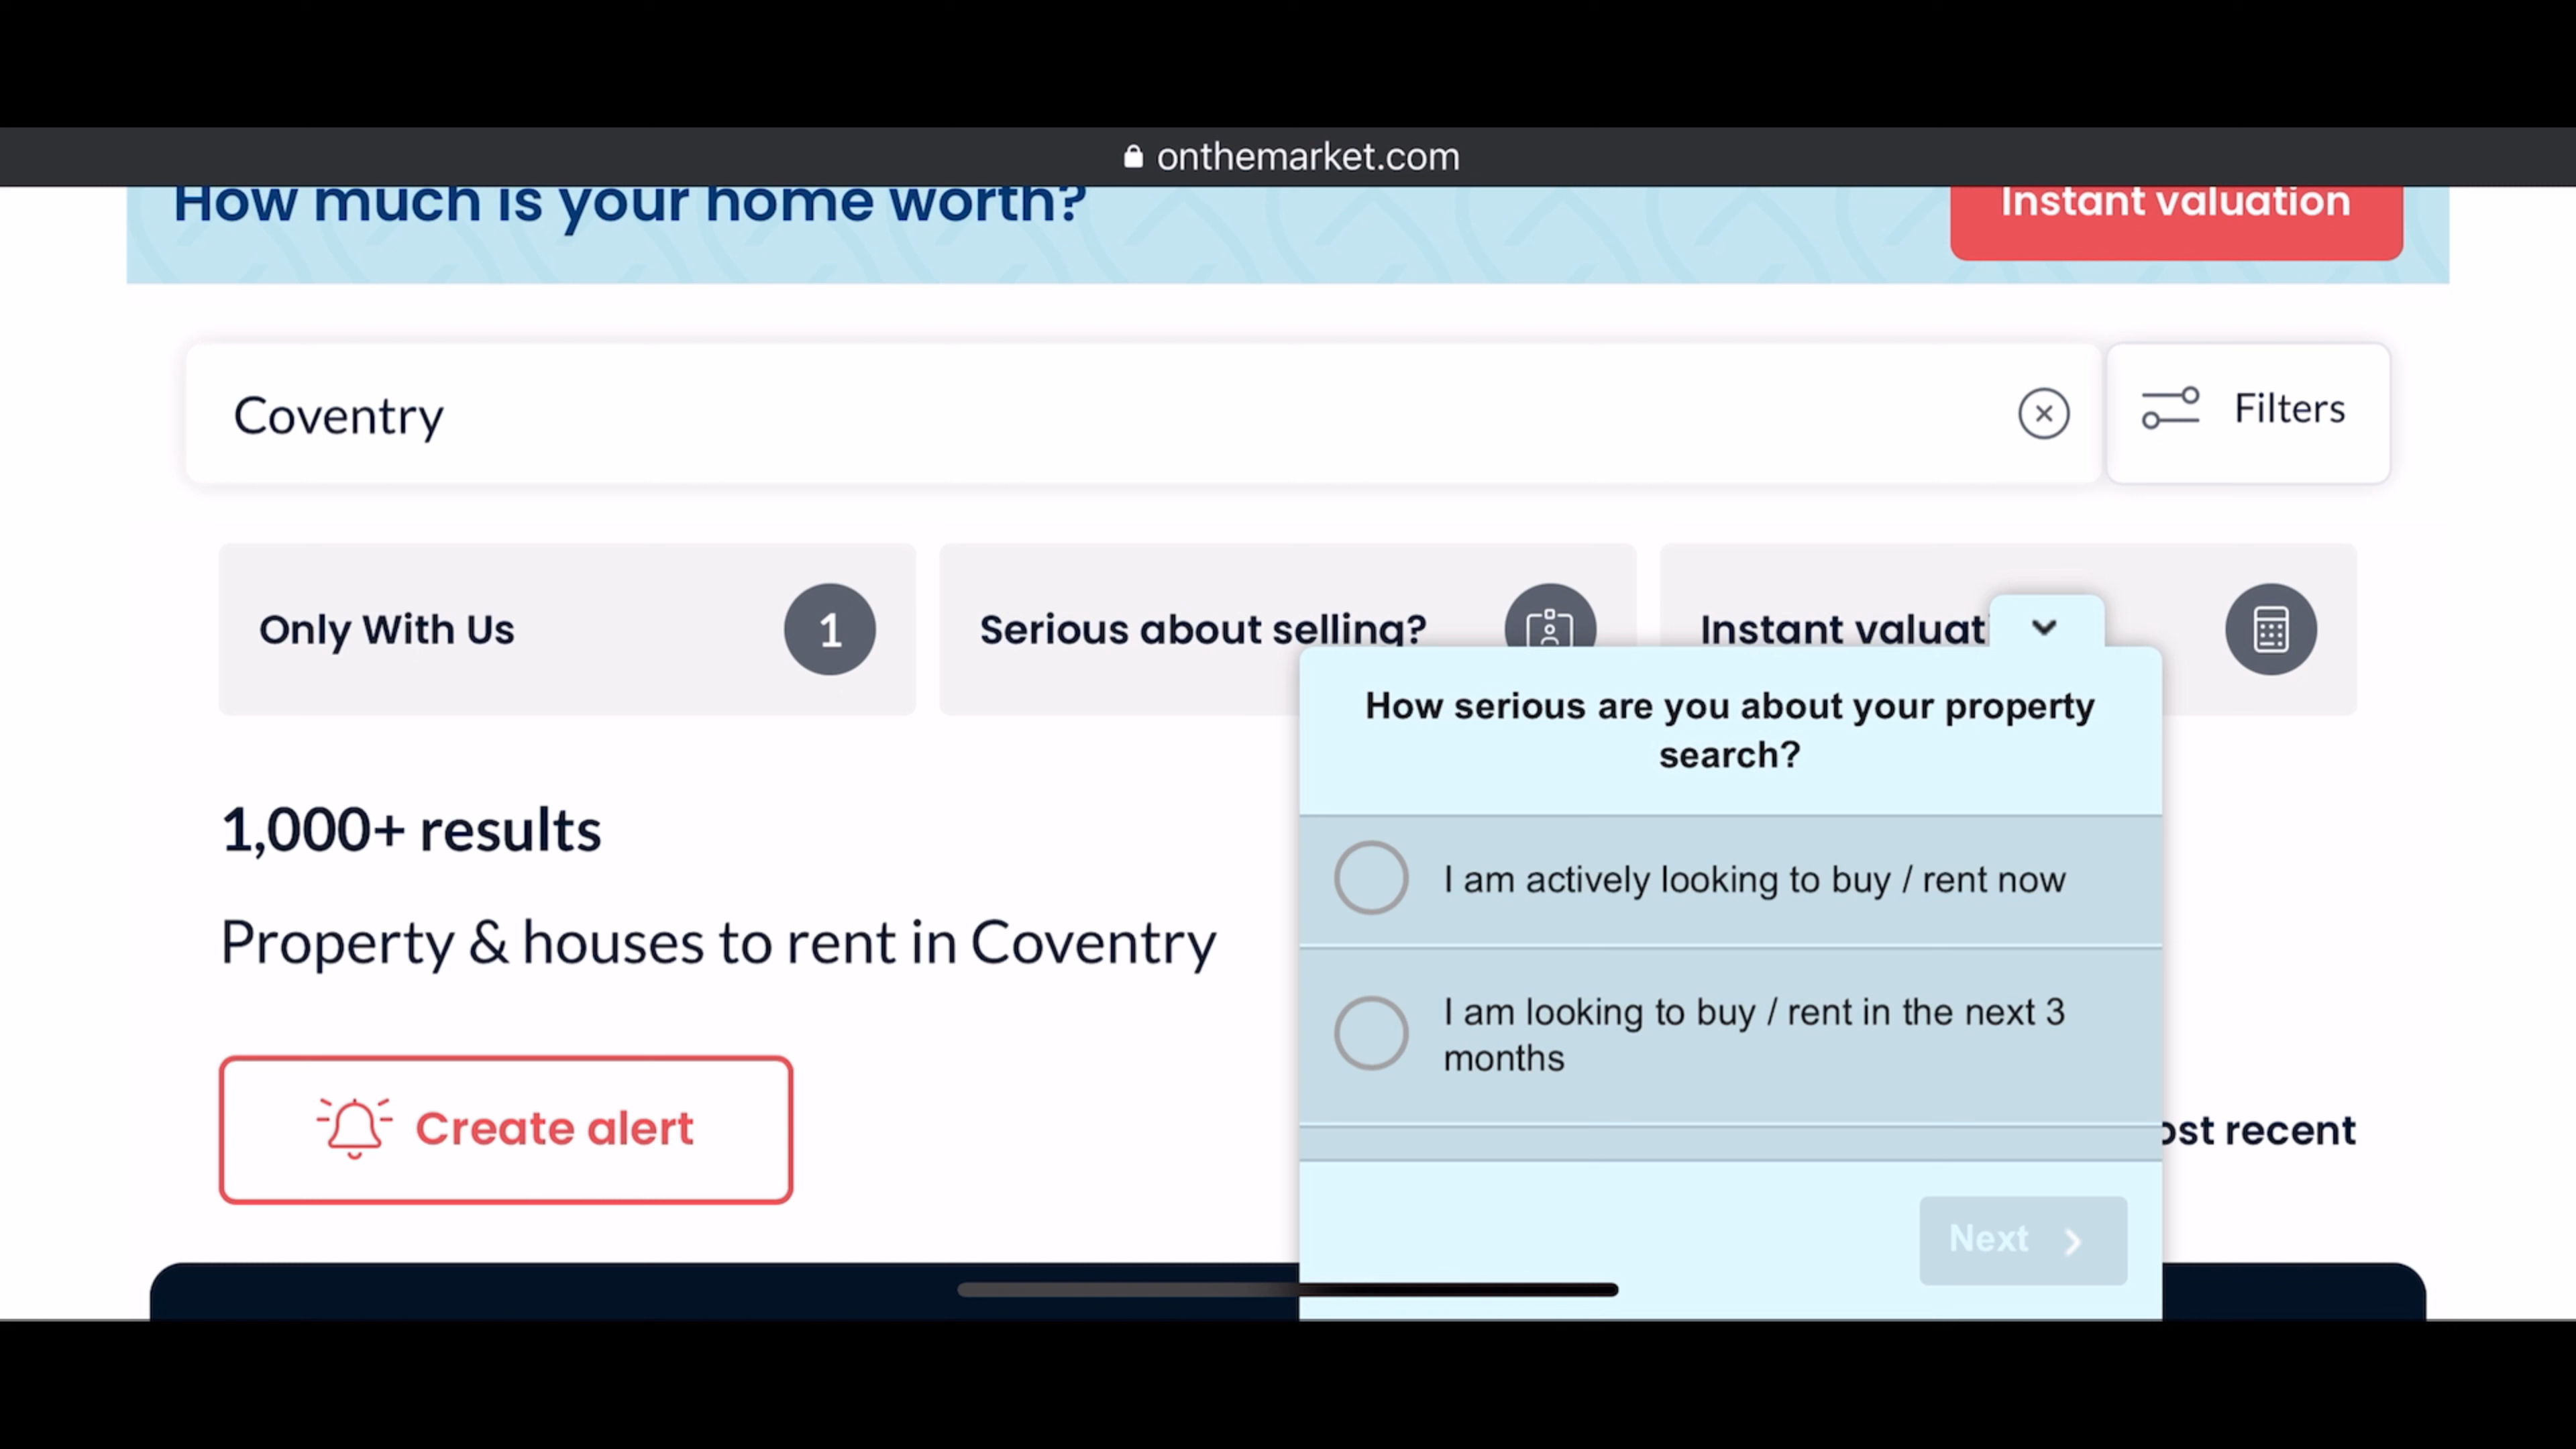 onthemarket.com
How much is your home worth?
Instant valuation
Coventry
Filters
Only With Us
1
Serious about selling?
Instant
How serious are you about your property
search?
1,000+ results
I am actively looking to buy / rent now
Property & houses to rent in Coventry
I am looking to buy / rent in the next 3
months
Create alert
recent
Next